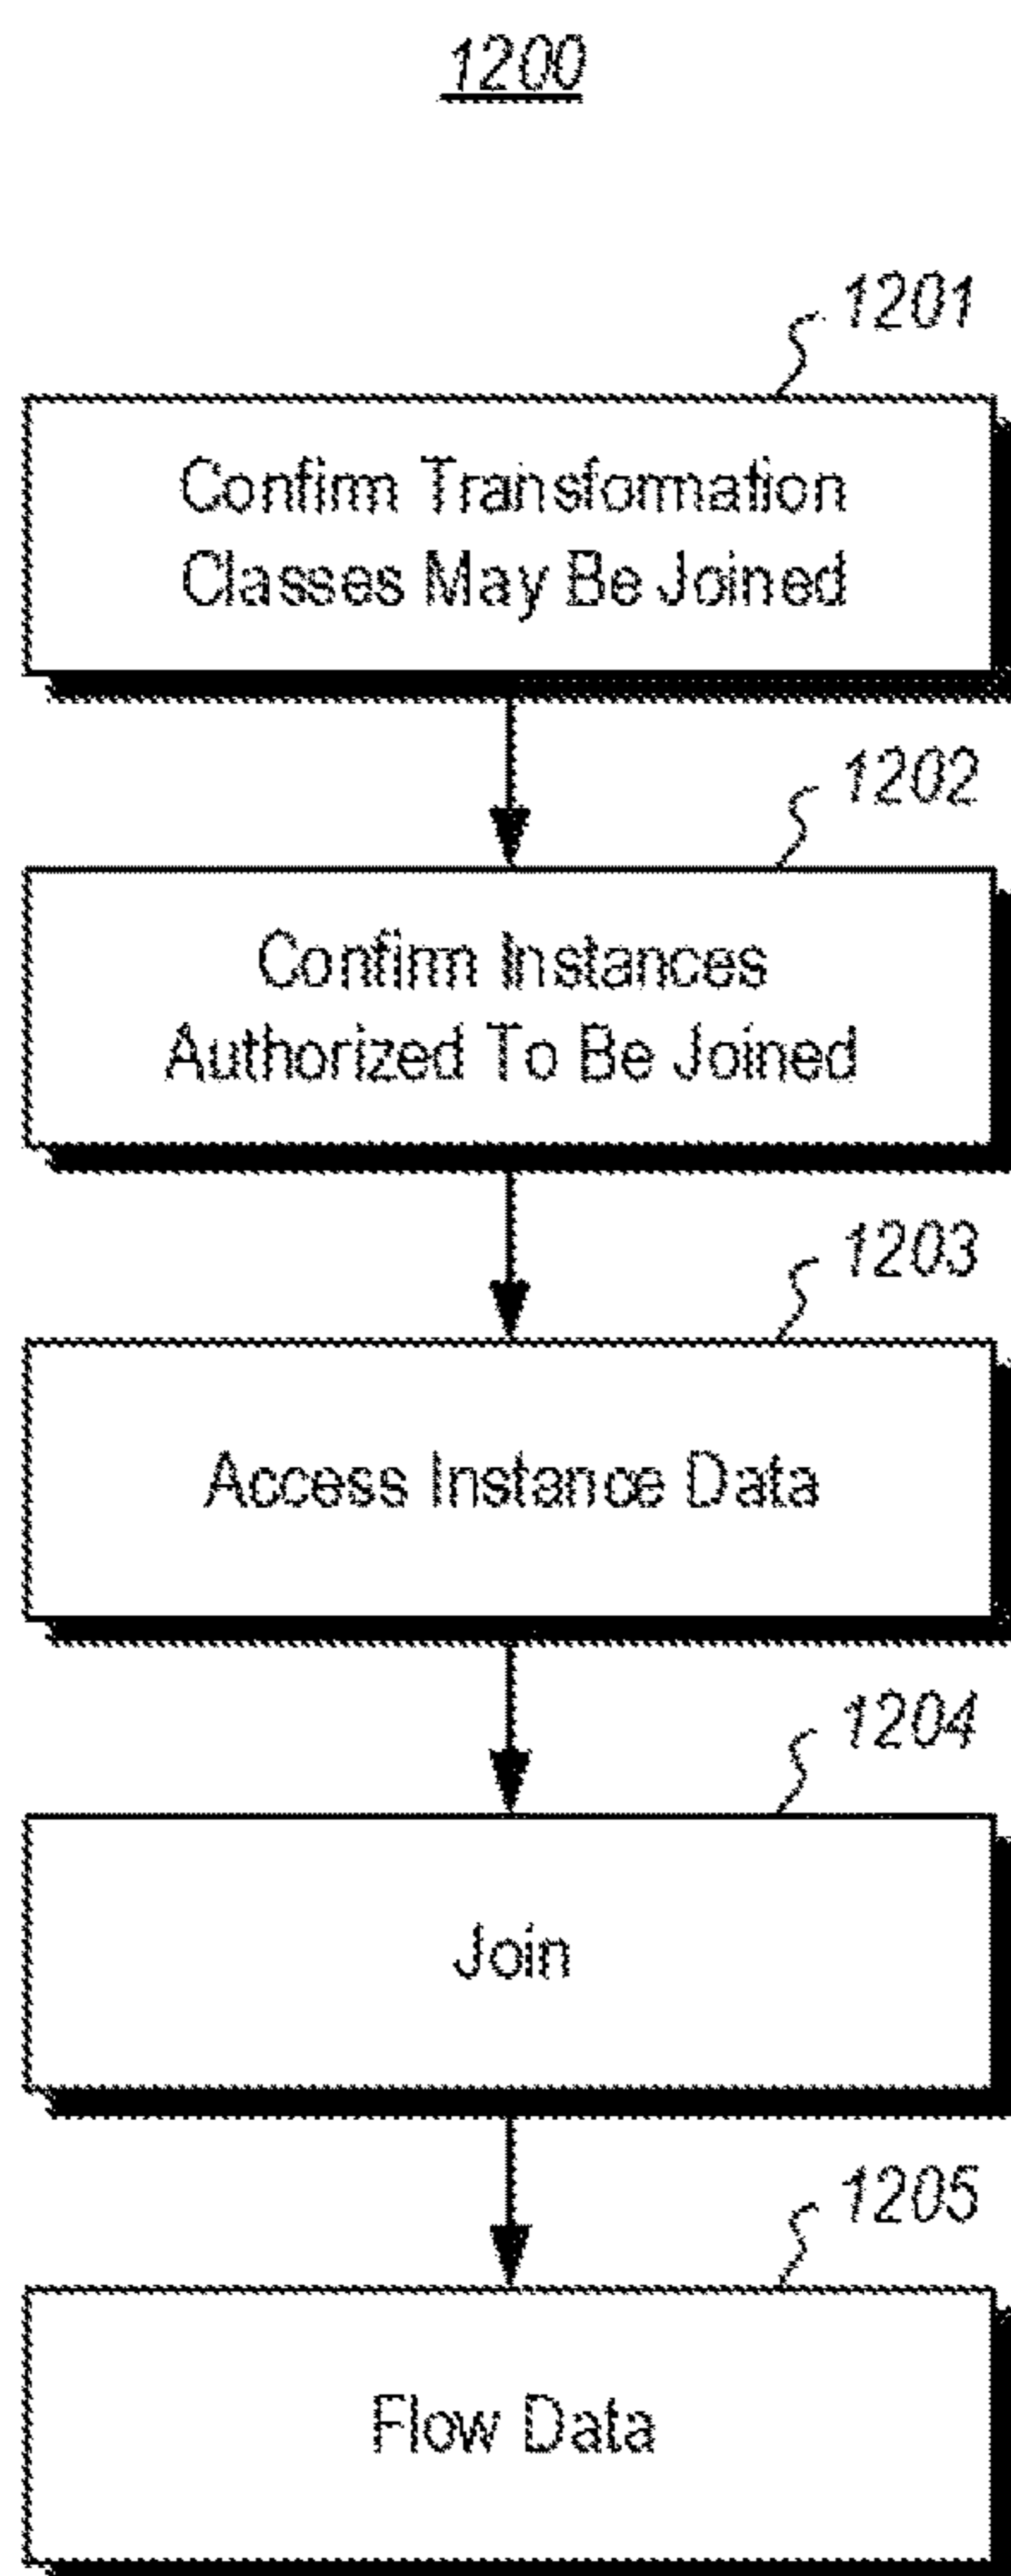 1200
1201
Confirm Transformation
Classes May Be Joined
1202
Confirm Instances
Authorized To Be Joined
1203
Access Instance Data
1204
Join
1205
Flow Data